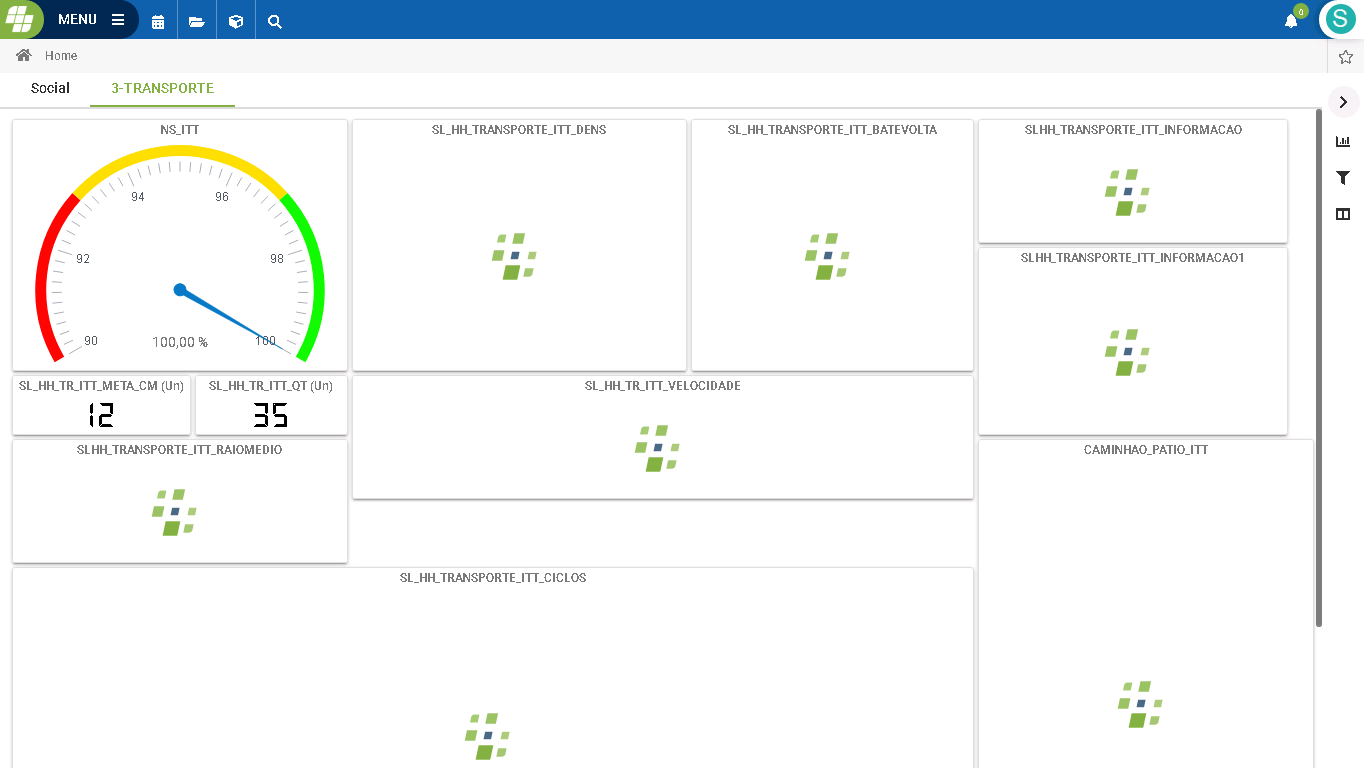 MENU
0
S
Home
Social
3-TRANSPORTE
NS_ITT
90
92
94
96
98
100
100,00 %
SL_HH_TRANSPORTE_ITT_DENS
SL_HH_TRANSPORTE_ITT_BATEVOLTA
SLHH_TRANSPORTE_ITT_INFORMACAO
SLHH_TRANSPORTE_ITT_INFORMACAO1
SL_HH_TR_ITT_META_CM (Un)
12
SL_HH_TR_ITT_QT (Un)
35
SL_HH_TR_ITT_VELOCIDADE
SLHH_TRANSPORTE_ITT_RAIOMEDIO
CAMINHAO_PATIO_ITT
SL_HH_TRANSPORTE_ITT_CICLOS